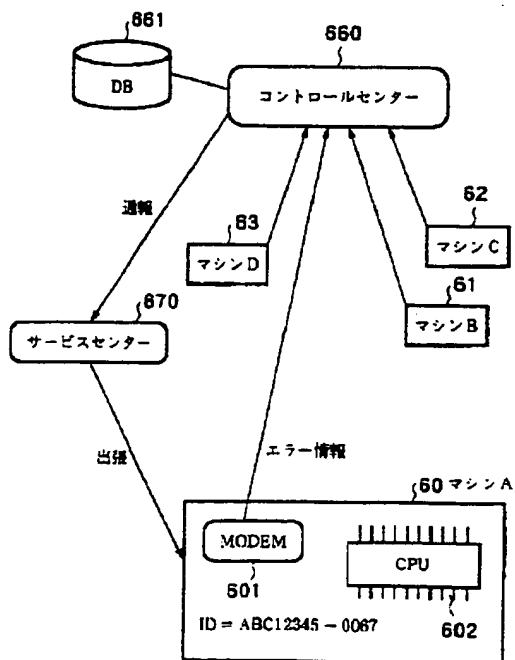 661
DB
660
コントロールセンター
通報
63
マシンD
62
マシンC
61
マシンB
670
サービスセンター
出張
エラー情報
60 マシンA
MODEM
601
CPU
602
ID = ABC12345 - 0067